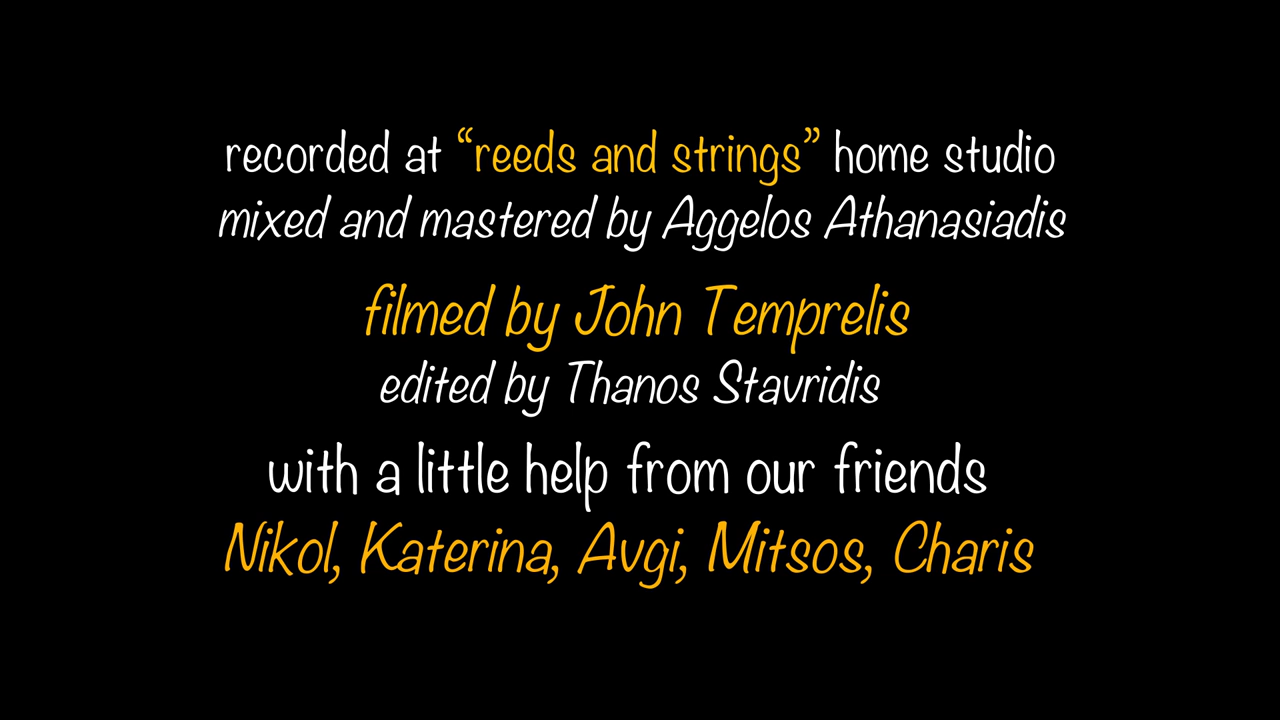 recorded at “reeds and strings” home studio
mixed and mastered by Aggelos Athanasiadis
filmed by John Temprelis
edited by Thanos Stavridis
with a little help from our friends
Nikol, Katerina, Avgi, Mitsos, Charis